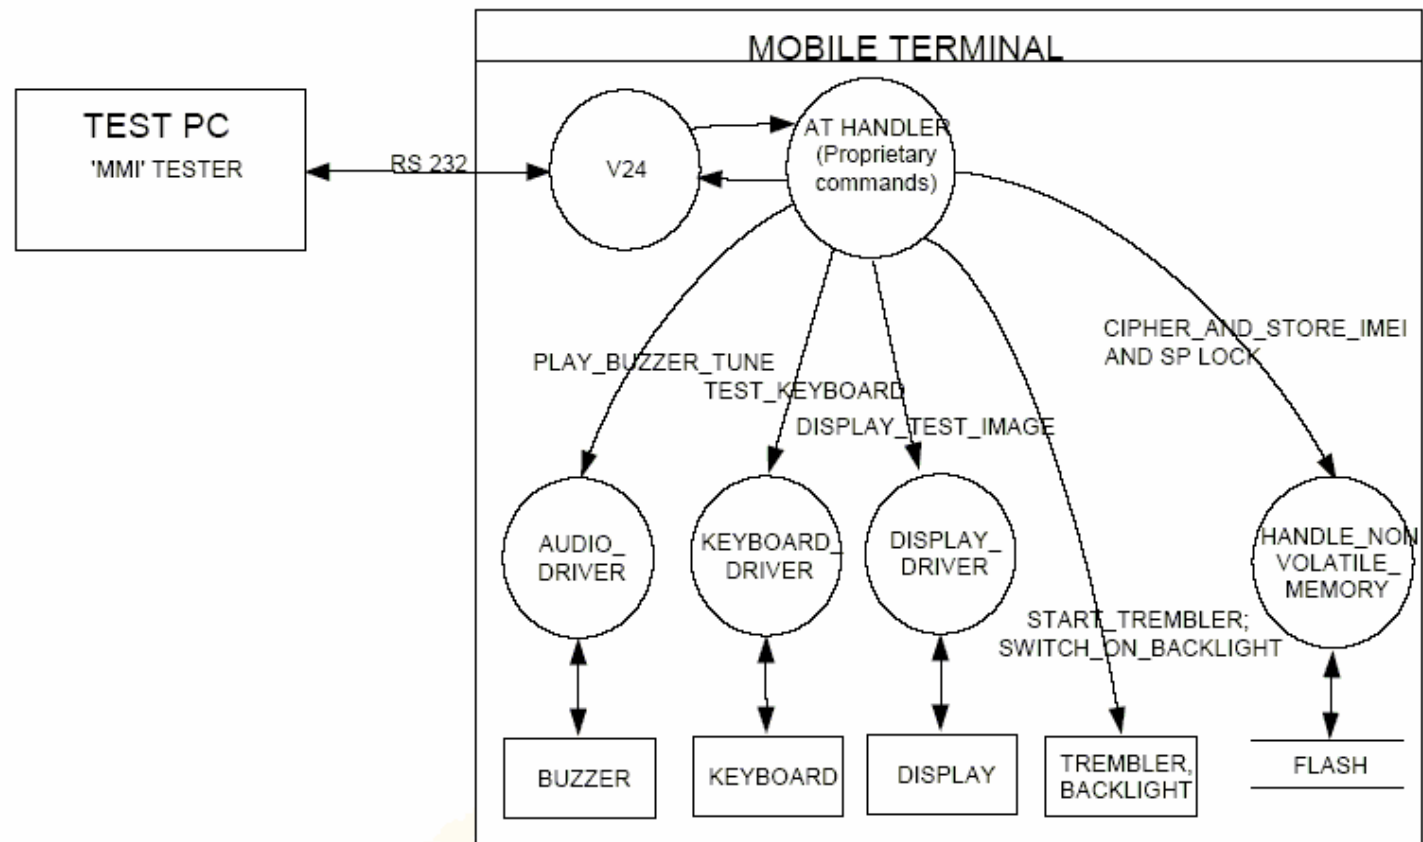 MOBILE TERMINAL
TEST PC
'MMI' TESTER
RS 232
V24
AT HANDLER
(Proprietary
commands)
PLAY_BUZZER_TUNE
TEST_KEYBOARD
DISPLAY_TEST_IMAGE
CIPHER_AND_STORE_IMEI
AND SP LOCK
AUDIO_
DRIVER
KEYBOARD_
DRIVER
DISPLAY_
DRIVER
HANDLE_NON
VOLATILE_
MEMORY
START_TREMBLER;
SWITCH_ON_BACKLIGHT
BUZZER
KEYBOARD
DISPLAY
TREMBLER,
BACKLIGHT
FLASH